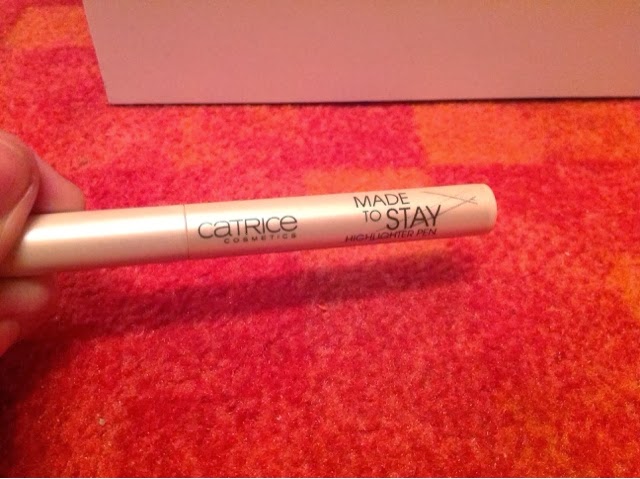 CATRICE
COSMETICS
MADE
TO STAY
HIGHLIGHTER PEN